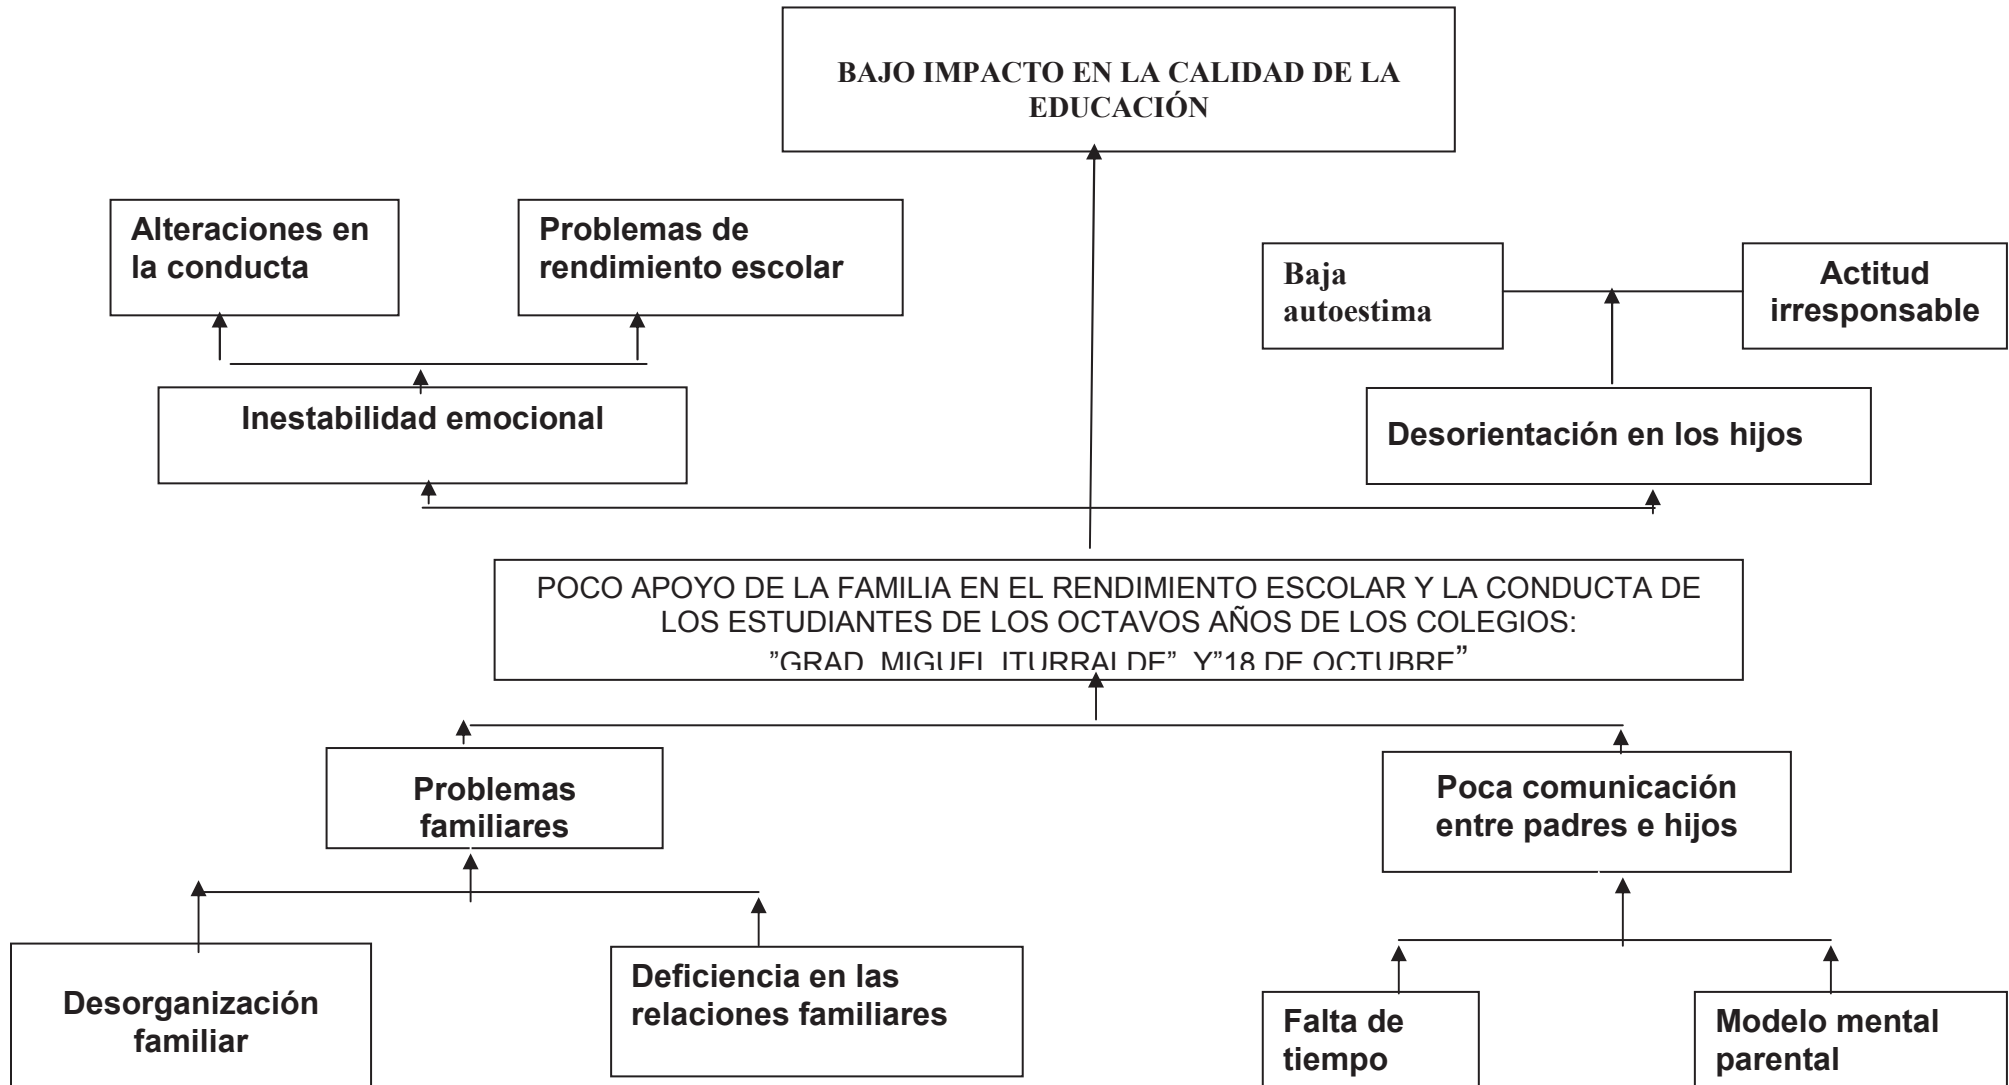 BAJO IMPACTO EN LA CALIDAD DE LA
EDUCACIÓN
Alteraciones en
la conducta
Problemas de
rendimiento escolar
Baja
autoestima
Actitud
irresponsable
Inestabilidad emocional
Desorientación en los hijos
POCO APOYO DE LA FAMILIA EN EL RENDIMIENTO ESCOLAR Y LA CONDUCTA DE
LOS ESTUDIANTES DE LOS OCTAVOS AÑOS DE LOS COLEGIOS:
”GRAD. MIGUEL ITURRALDE”  Y”18 DE OCTUBRE”
Problemas
familiares
Poca comunicación
entre padres e hijos
Desorganización
familiar
Deficiencia en las
relaciones familiares
Falta de
tiempo
Modelo mental
parental